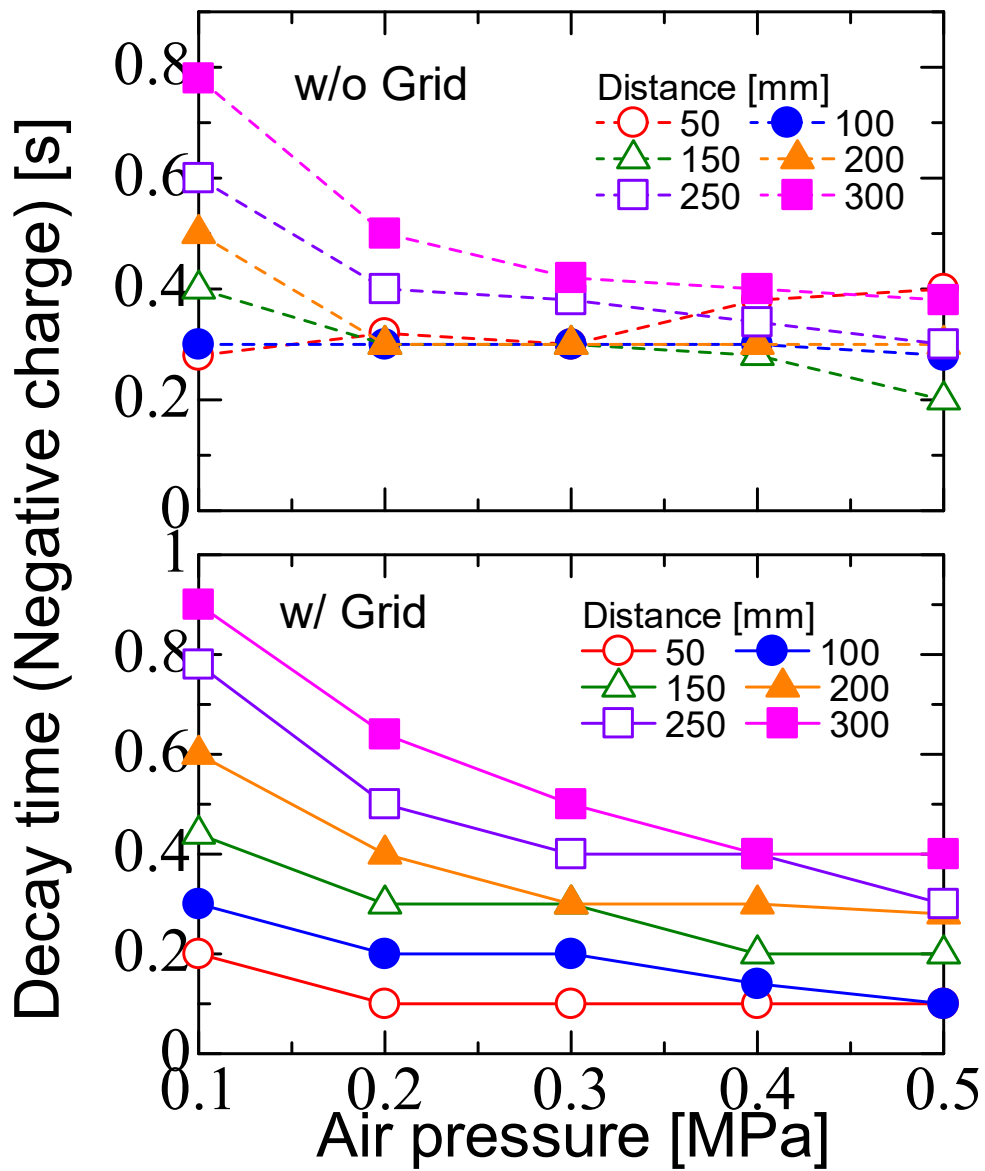 Decay time (Negative charge) [s]
w/o Grid
Distance [mm]
50 100
150 200
250 300
0.8
0.6
0.4
0.2
0
w/ Grid
Distance [mm]
50 100
150 200
250 300
1
0.8
0.6
0.4
0.2
0
0.1 0.2 0.3 0.4 0.5
Air pressure [MPa]